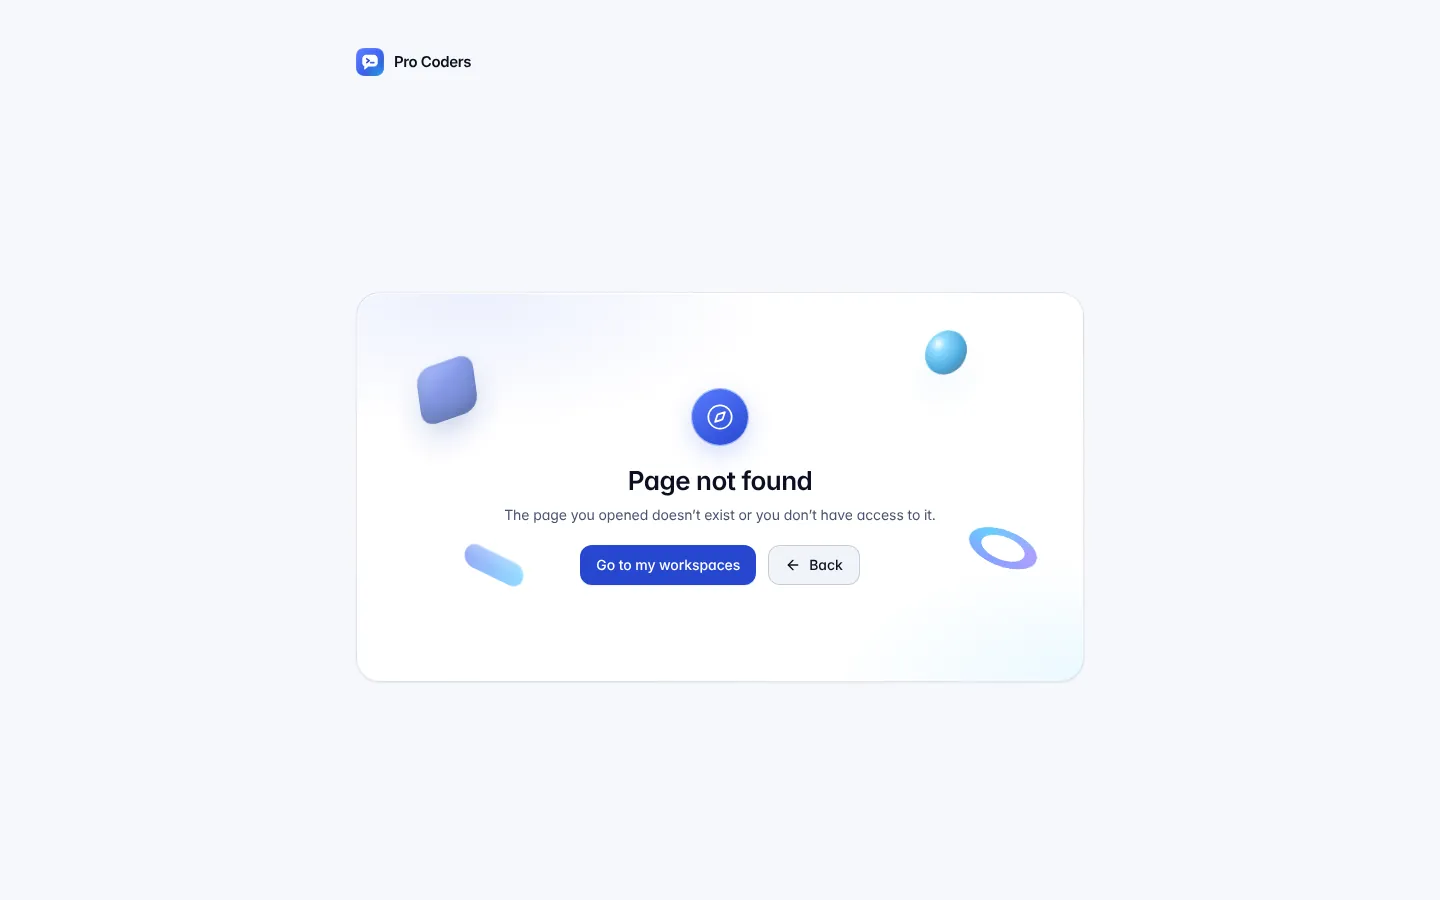 Pro Coders
Page not found
The page you opened doesn’t exist or you don’t have access to it.
Go to my workspaces
Back